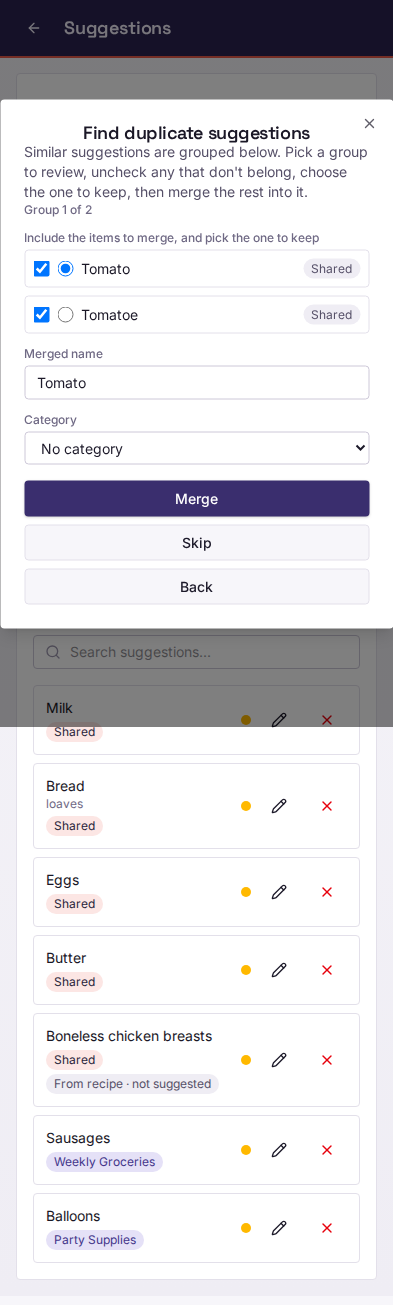 Suggestions
Find duplicate suggestions
Similar suggestions are grouped below. Pick a group
to review, uncheck any that don't belong, choose
the one to keep, then merge the rest into it.
Group 1 of 2
Include the items to merge, and pick the one to keep
Tomato
Shared
Tomatoe
Shared
Merged name
Tomato
Category
No category
Merge
Skip
Back
Search suggestions...
Milk
Shared
Bread
loaves
Shared
Eggs
Shared
Butter
Shared
Boneless chicken breasts
Shared
From recipe · not suggested
Sausages
Weekly Groceries
Balloons
Party Supplies